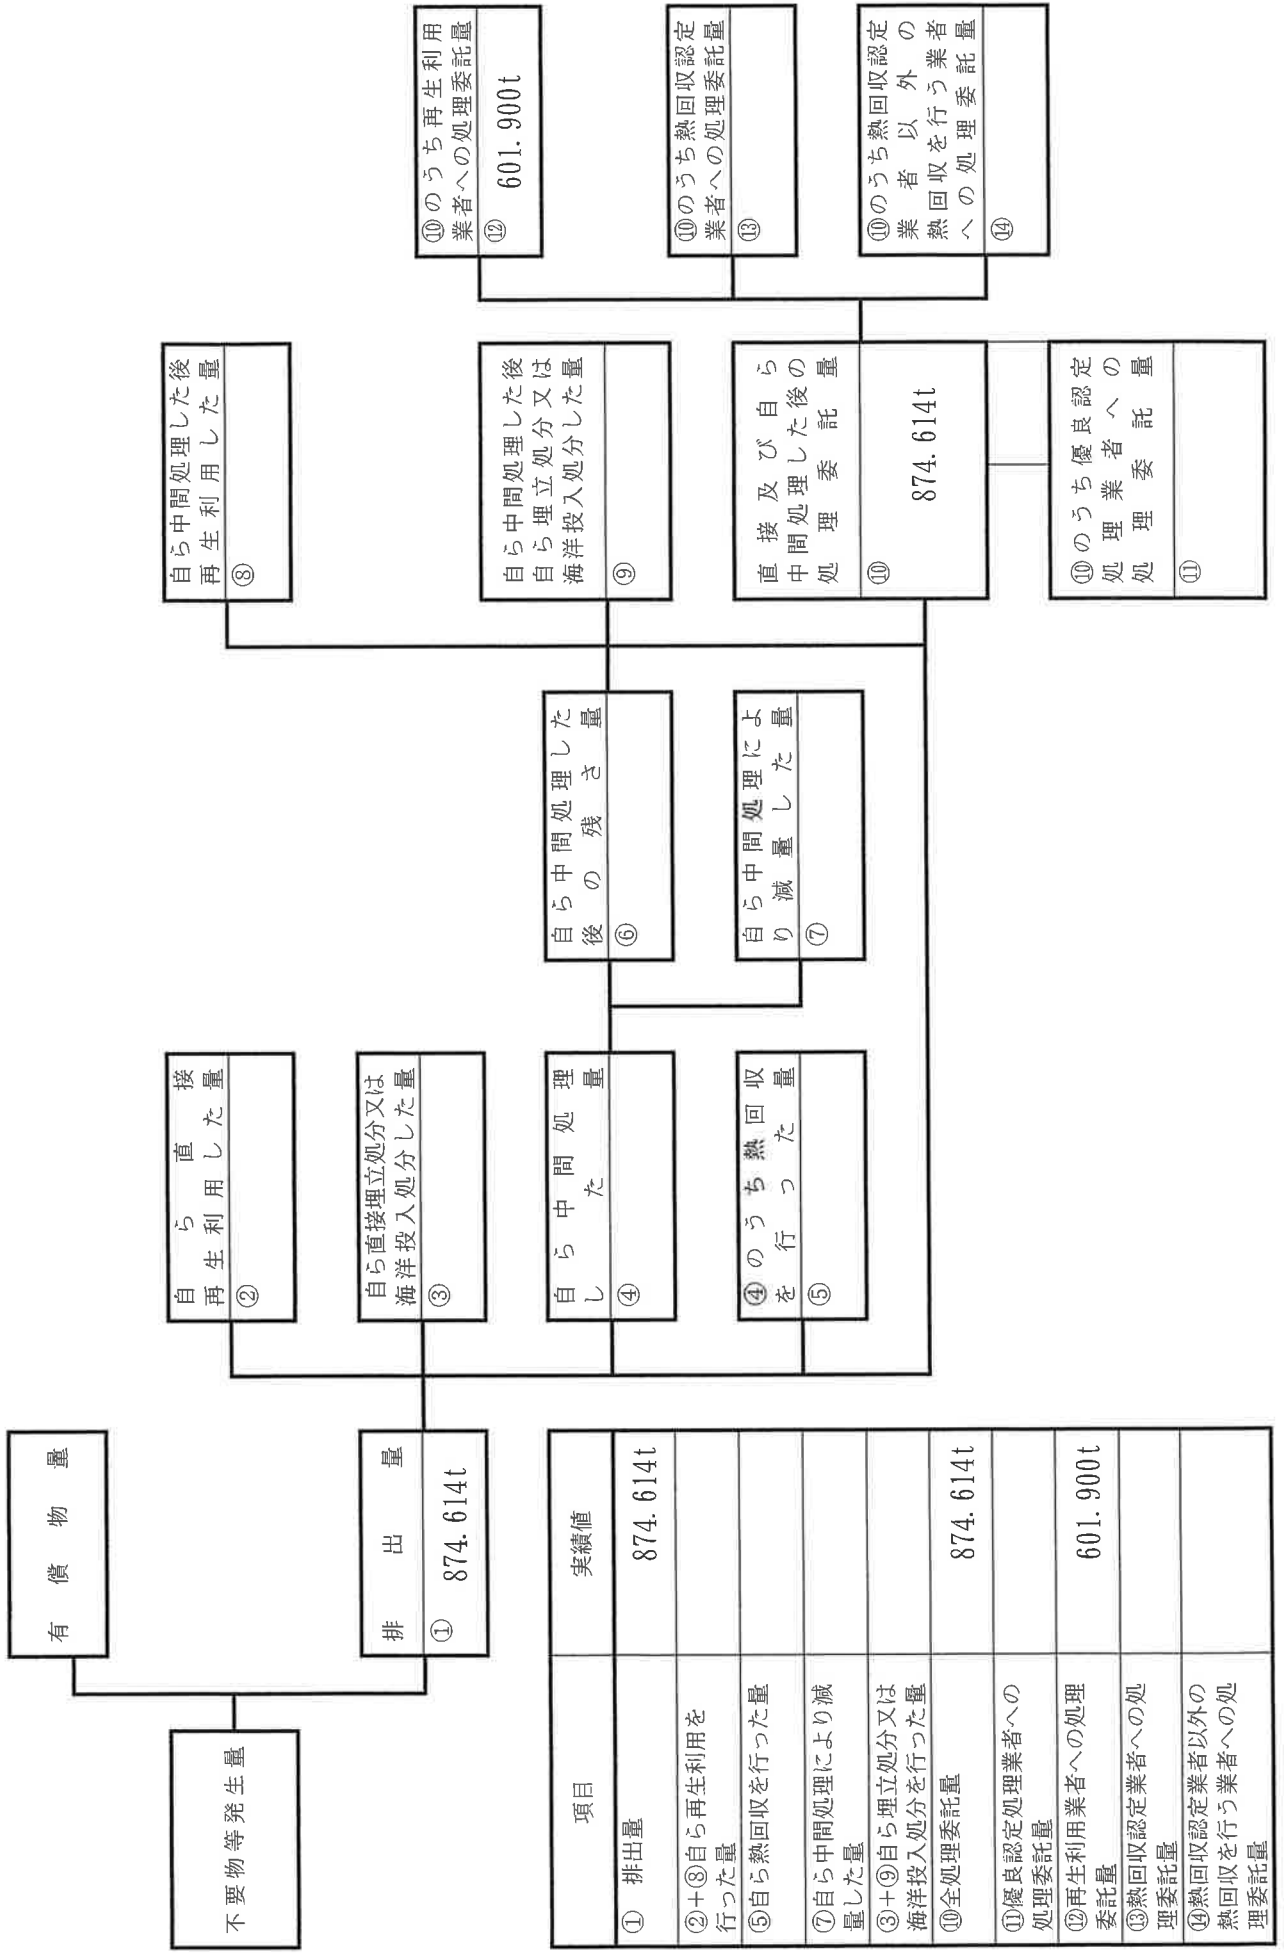 不要物等発生量
有償物量
排出量
① 874.614t
自ら直接
再生利用した量
②
自ら直接埋立処分又は
海洋投入処分した量
③
自ら中間処理
した量
④
④のうち熱回収
を行った量
⑤
自ら中間処理した
後の残さ量
⑥
自ら中間処理によ
り減量した量
⑦
自ら中間処理した後
再生利用した量
⑧
自ら中間処理した後
自ら埋立処分又は
海洋投入処分した量
⑨
直接及び自ら
中間処理した後の
処理委託量
⑩
874.614t
⑩のうち優良認定
処理業者への
処理委託量
⑪
⑩のうち再生利用
業者への処理委託量
⑫ 601.900t
⑩のうち熱回収認定
業者への処理委託量
⑬
⑩のうち熱回収認定
業者以外の
熱回収を行う業者
への処理委託量
⑭
項目 実績値
① 排出量 874.614t
②+⑧自ら再生利用を
行った量
⑤自ら熱回収を行った量
⑦自ら中間処理により減
量した量
③+⑨自ら埋立処分又は
海洋投入処分を行った量
⑩全処理委託量 874.614t
⑪優良認定処理業者への
処理委託量
⑫再生利用業者への処理
委託量 601.900t
⑬熱回収認定業者への処
理委託量
⑭熱回収認定業者以外の
熱回収を行う業者への処
理委託量